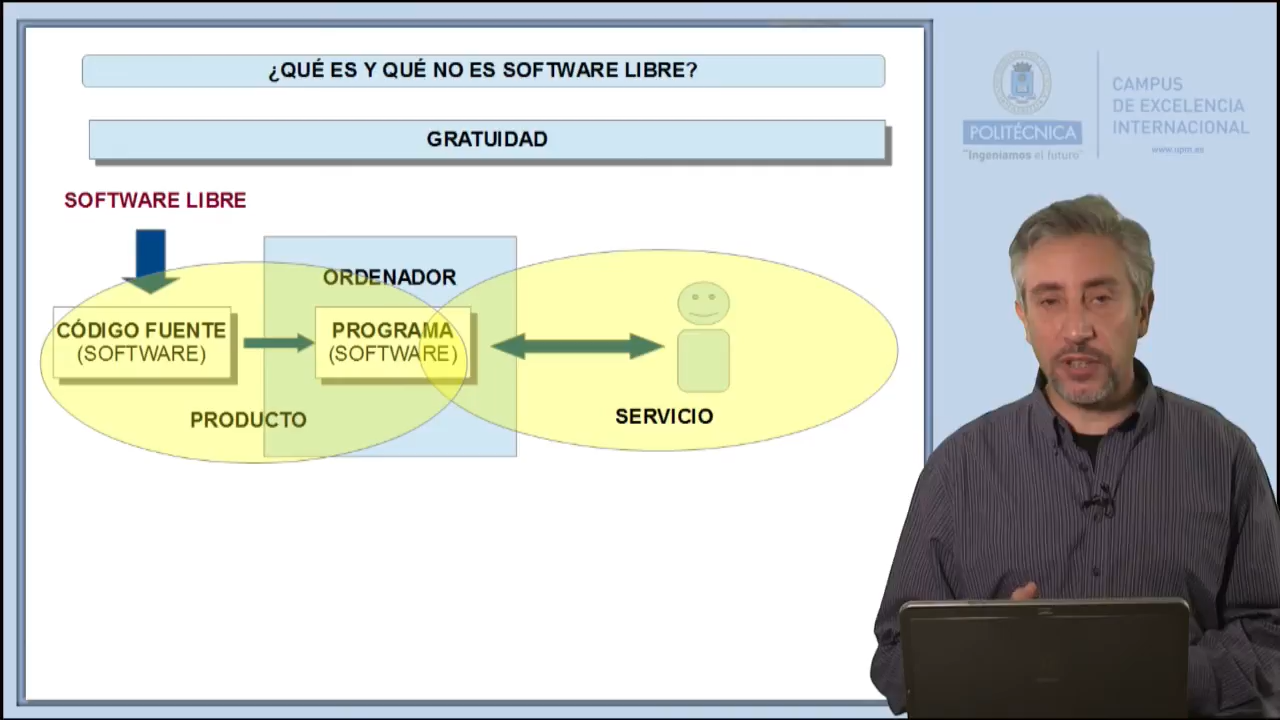 ¿QUÉ ES Y QUÉ NO ES SOFTWARE LIBRE?
GRATUIDAD
SOFTWARE LIBRE
ORDENADOR
CÓDIGO FUENTE
(SOFTWARE)
PROGRAMA
(SOFTWARE)
PRODUCTO
SERVICIO
POLITÉCNICA
"Ingeniamos el futuro"
CAMPUS
DE EXCELENCIA
INTERNACIONAL
www.upm.es